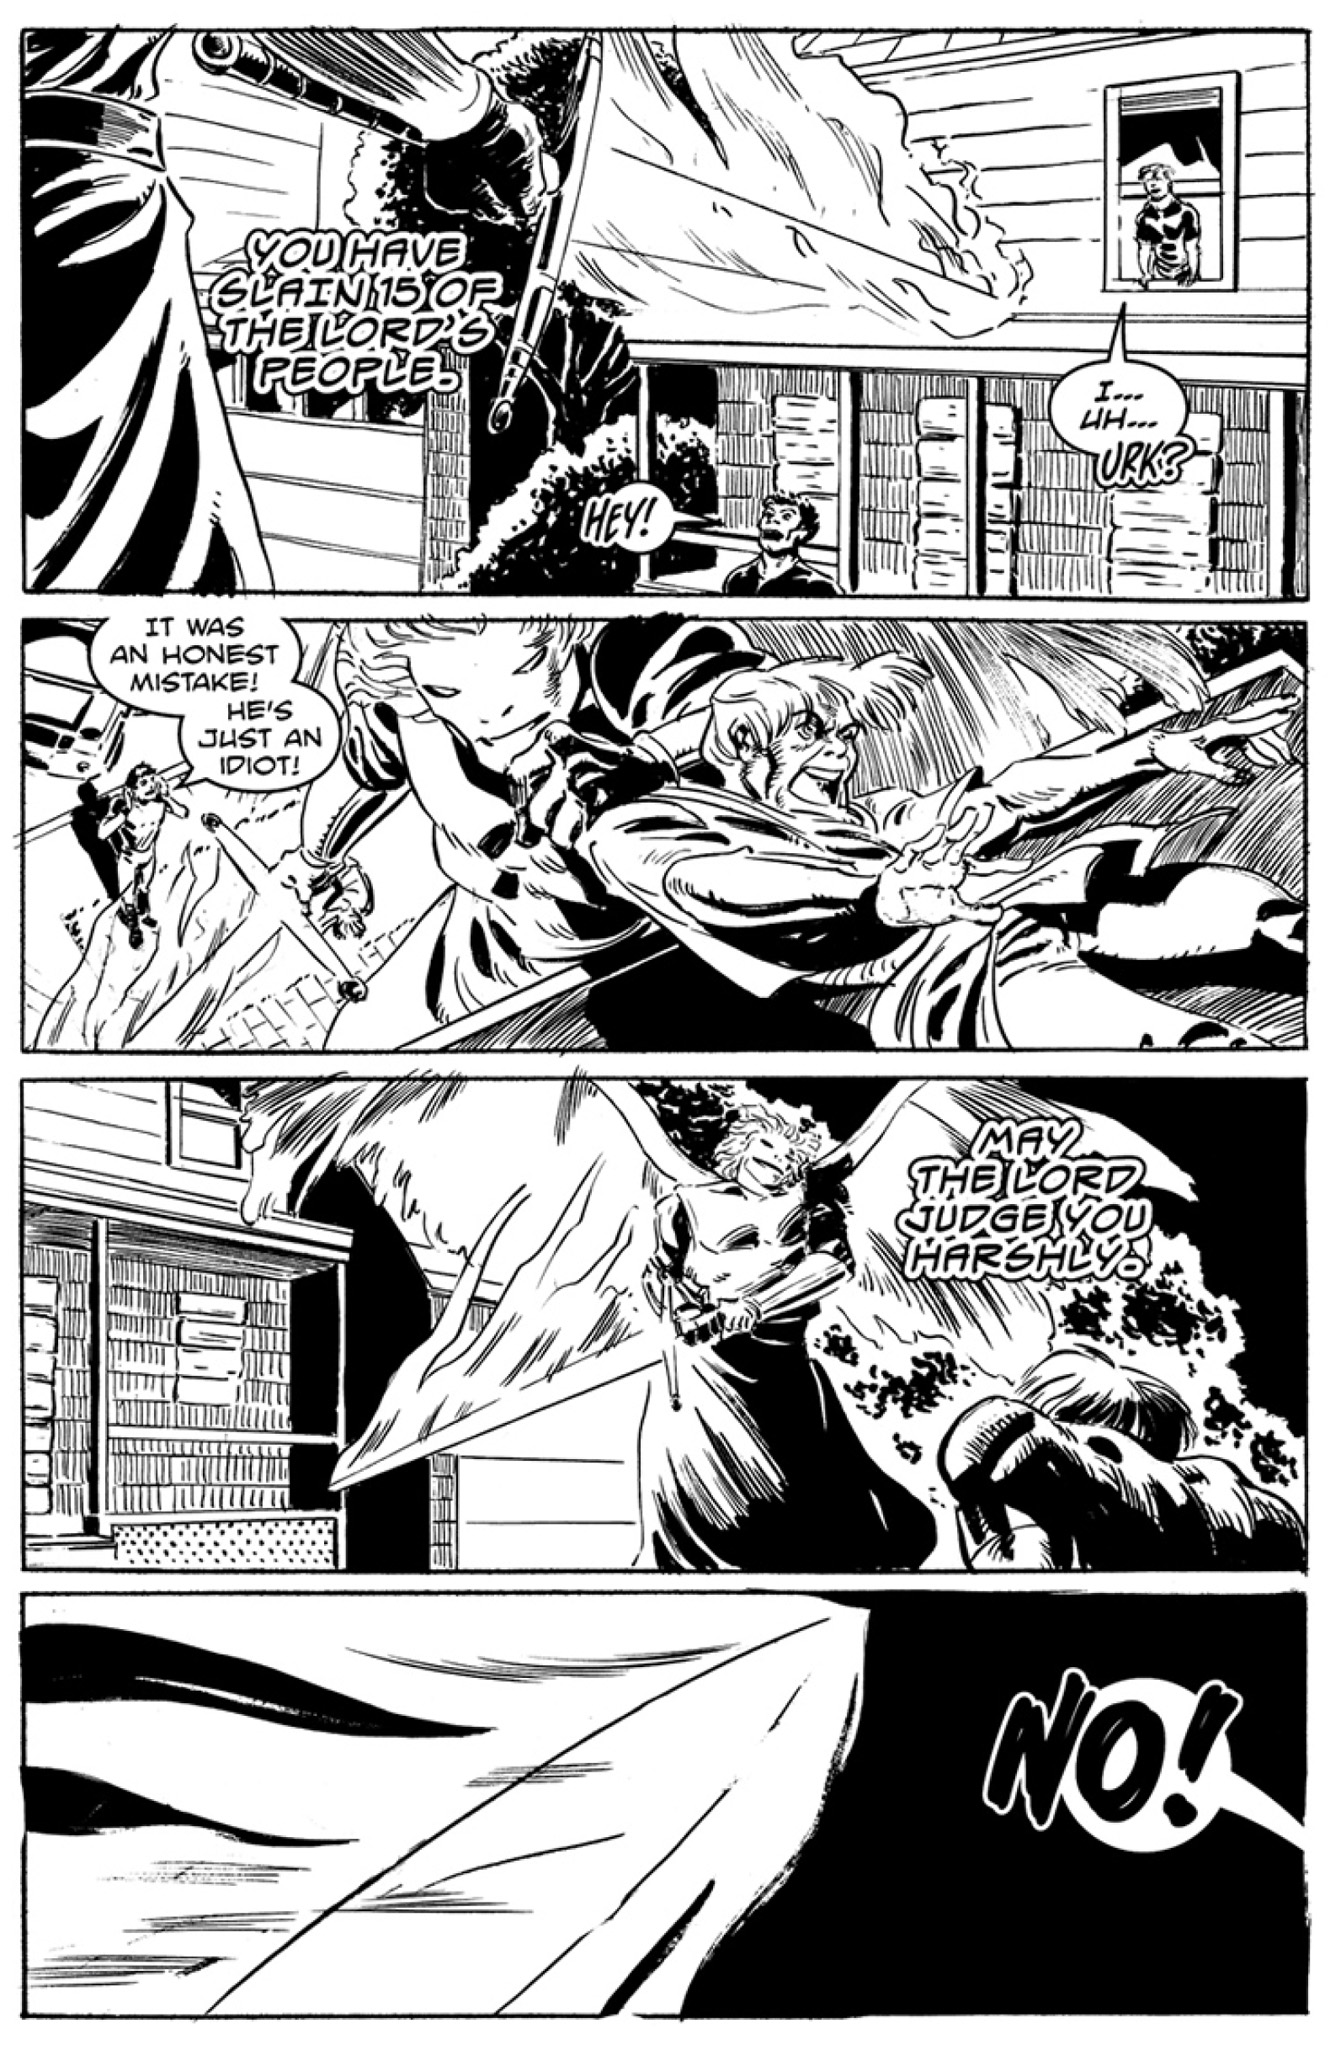 YOU HAVE
SLAIN 15 OF
THE LORD'S
PEOPLE.
I...
UH...
URK?
HEY!
IT WAS
AN HONEST
MISTAKE!
HE'S
JUST AN
IDIOT!
MAY
THE LORD
JUDGE YOU
HARSHLY.
NO!